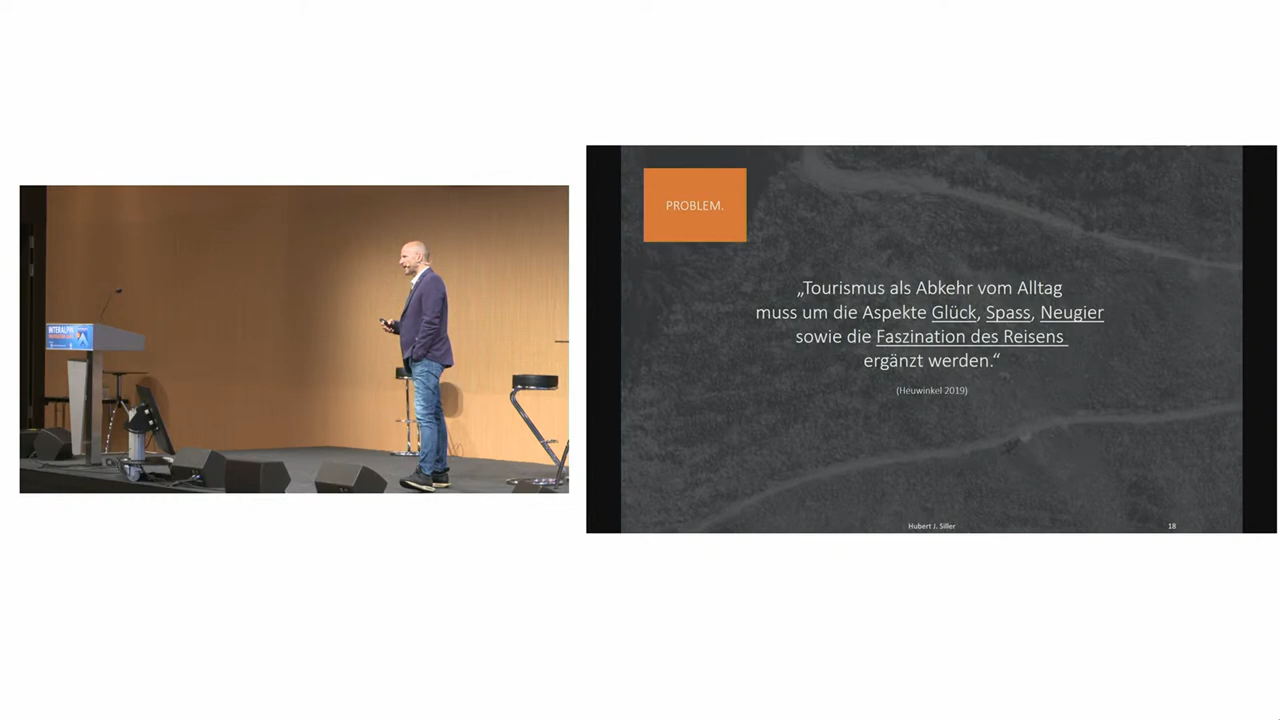 INTERALPIN
PROBLEM.
„Tourismus als Abkehr vom Alltag
muss um die Aspekte Glück, Spass, Neugier
sowie die Faszination des Reisens
ergänzt werden.“
(Heuwinkel 2019)
Hubert J. Siller
18